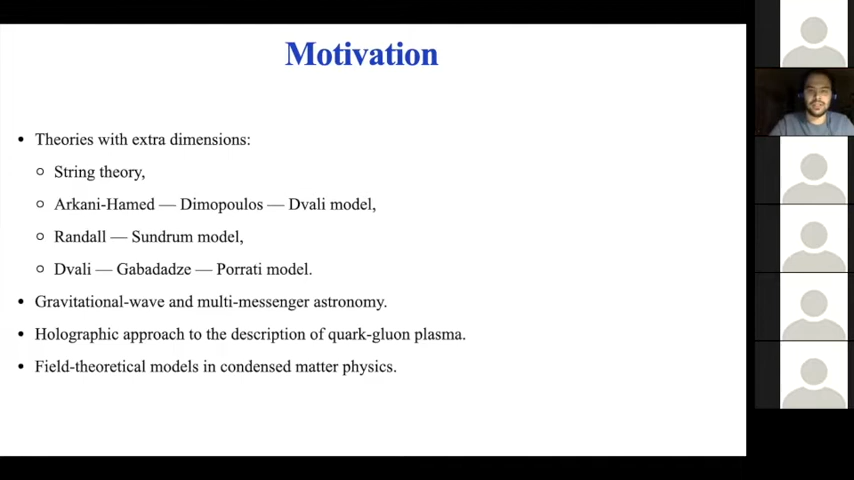 Motivation
• Theories with extra dimensions:
○ String theory,
○ Arkani-Hamed — Dimopoulos — Dvali model,
○ Randall — Sundrum model,
○ Dvali — Gabadadze — Porrati model.
• Gravitational-wave and multi-messenger astronomy.
• Holographic approach to the description of quark-gluon plasma.
• Field-theoretical models in condensed matter physics.